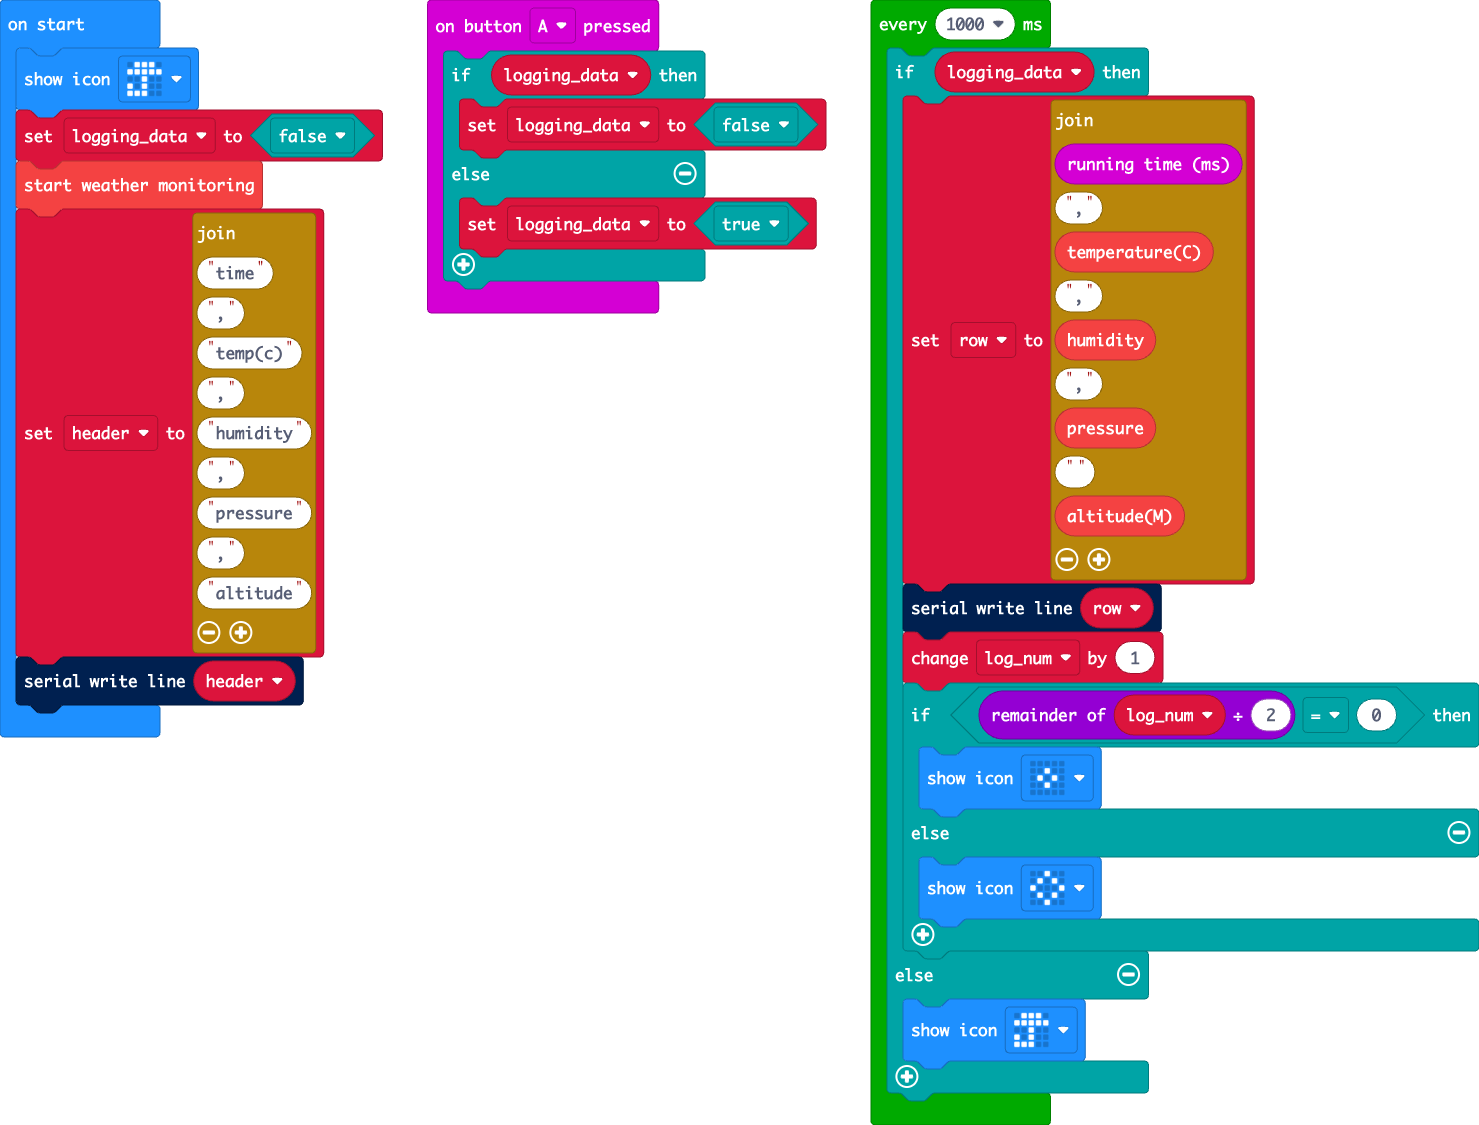 on start
show icon
set logging_data to false
start weather monitoring
set header to
join
"time"
","
"temp(c)"
","
"humidity"
","
"pressure"
","
"altitude"
serial write line header
on button A pressed
if logging_data then
set logging_data to false
else
set logging_data to true
every 1000 ms
if logging_data then
set row to
join
running time (ms)
","
temperature(C)
","
humidity
","
pressure
" "
altitude(M)
serial write line row
change log_num by 1
if remainder of log_num ÷ 2 = 0 then
show icon
else
show icon
else
show icon